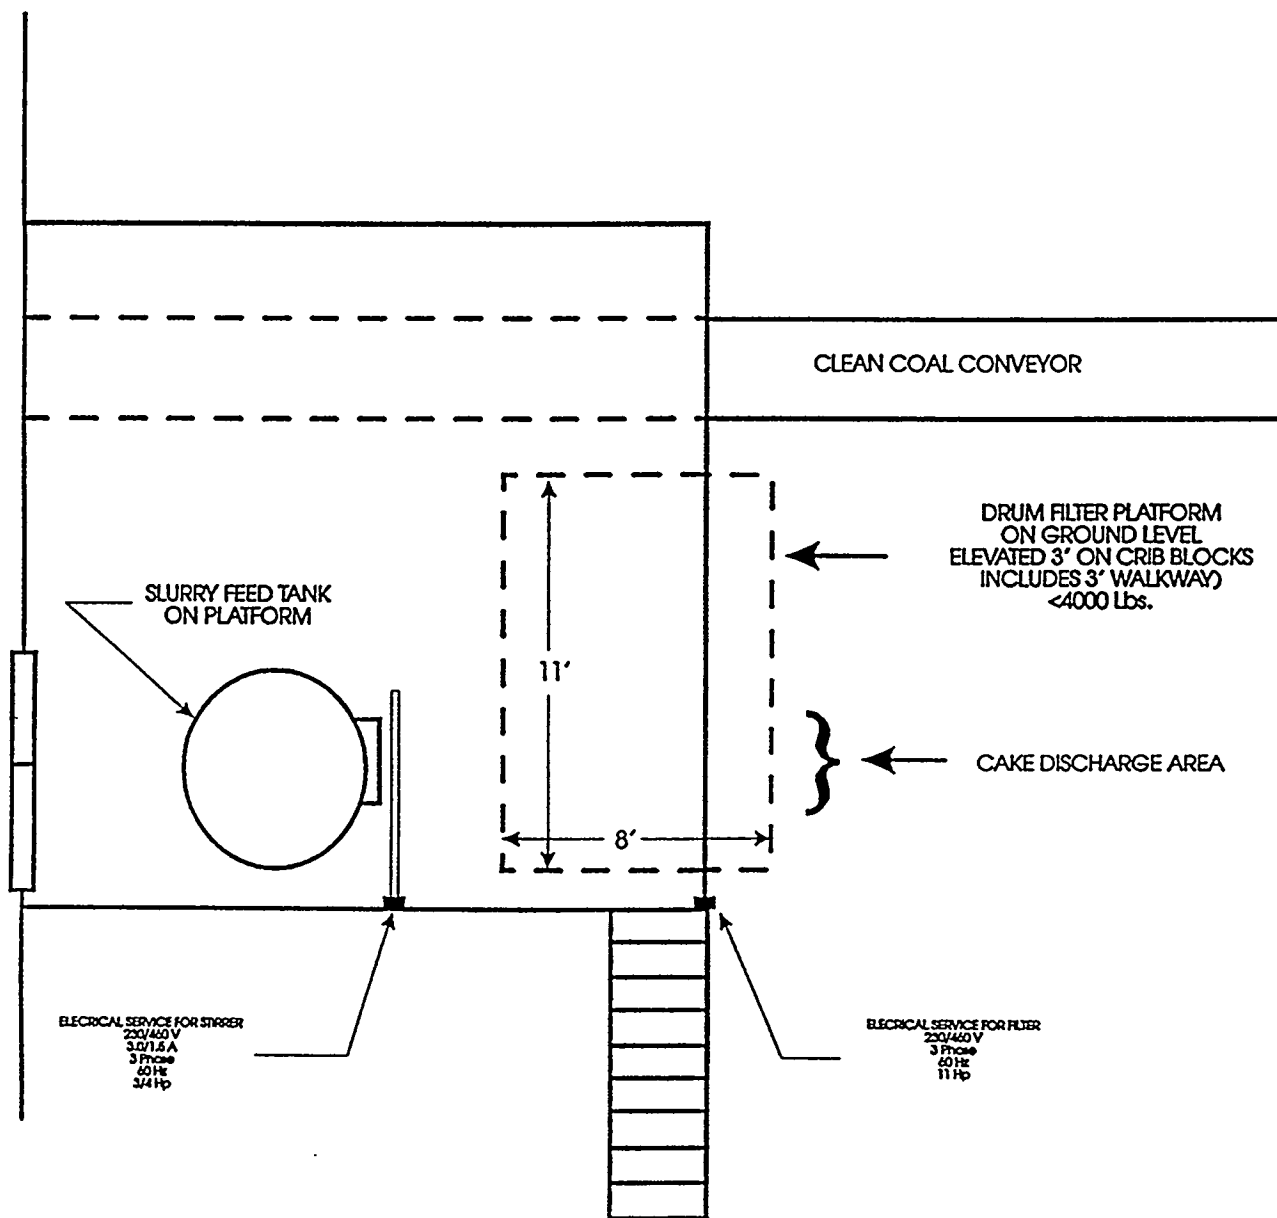 CLEAN COAL CONVEYOR
DRUM FILTER PLATFORM
ON GROUND LEVEL
ELEVATED 3' ON CRIB BLOCKS
INCLUDES 3' WALKWAY)
<4000 Lbs.
SLURRY FEED TANK
ON PLATFORM
11'
8'
CAKE DISCHARGE AREA
ELECRICAL SERVICE FOR STIRRER
230/460 V
3.0/1.5 A
3 Phase
60 Hz
3/4 Hp
ELECRICAL SERVICE FOR FILTER
230/460 V
3 Phase
60 Hz
11 Hp